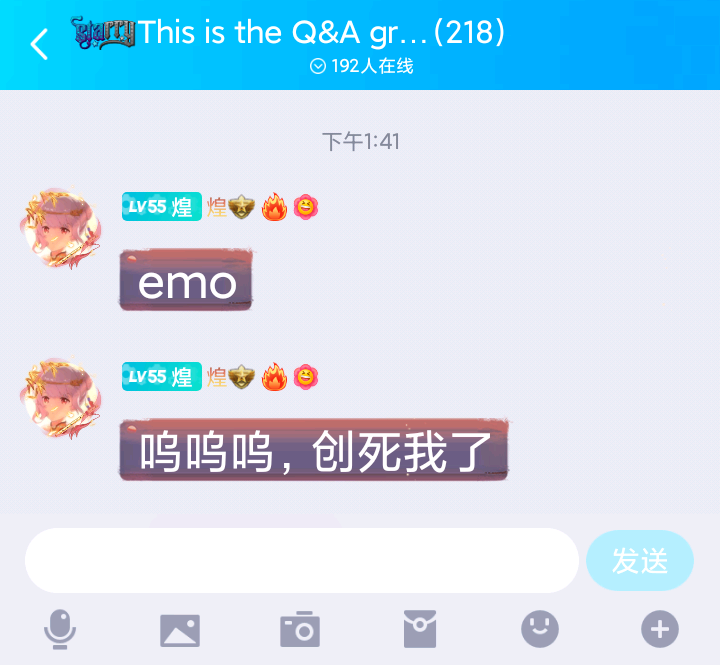 starry This is the Q&A gr...(218)
192人在线
下午1:41
LV55 煌 煌
emo
LV55 煌 煌
呜呜呜，创死我了
发送